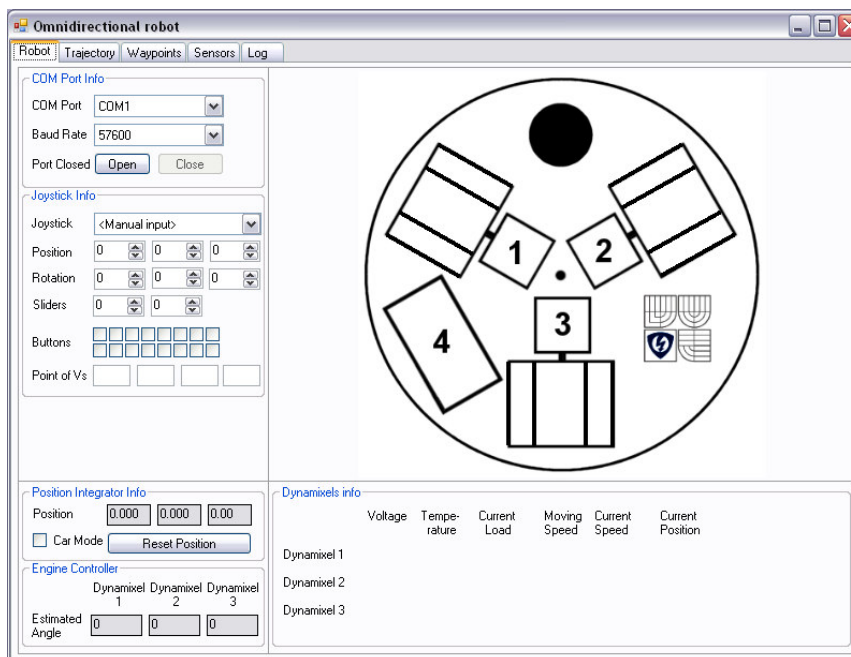 Omnidirectional robot
Robot Trajectory Waypoints Sensors Log
COM Port Info
COM Port COM1
Baud Rate 57600
Port Closed Open Close
Joystick Info
Joystick <Manual input>
Position 0 0 0
Rotation 0 0 0
Sliders 0 0
Buttons
Point of Vs
1 2
3
4
Position Integrator Info
Position 0.000 0.000 0.00
Car Mode Reset Position
Engine Controller
Dynamixel Dynamixel Dynamixel
1 2 3
Estimated
Angle 0 0 0
Dynamixels info
Voltage Tempe- Current Moving Current Current
rature Load Speed Speed Position
Dynamixel 1
Dynamixel 2
Dynamixel 3